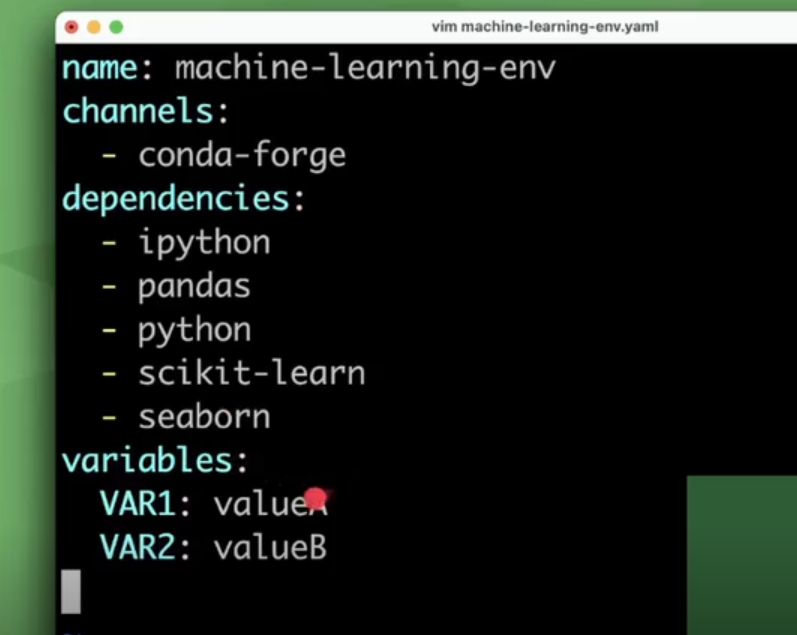 vim machine-learning-env.yaml
name: machine-learning-env
channels:
  - conda-forge
dependencies:
  - ipython
  - pandas
  - python
  - scikit-learn
  - seaborn
variables:
  VAR1: valueA
  VAR2: valueB